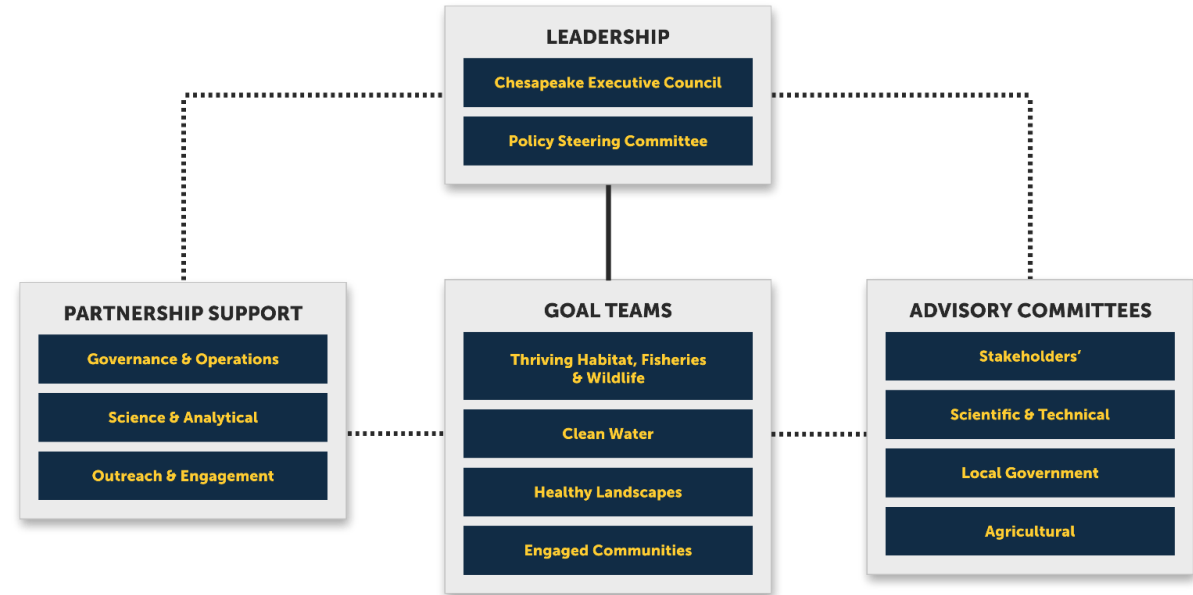 LEADERSHIP
Chesapeake Executive Council
Policy Steering Committee
PARTNERSHIP SUPPORT
Governance & Operations
Science & Analytical
Outreach & Engagement
GOAL TEAMS
Thriving Habitat, Fisheries
& Wildlife
Clean Water
Healthy Landscapes
Engaged Communities
ADVISORY COMMITTEES
Stakeholders’
Scientific & Technical
Local Government
Agricultural